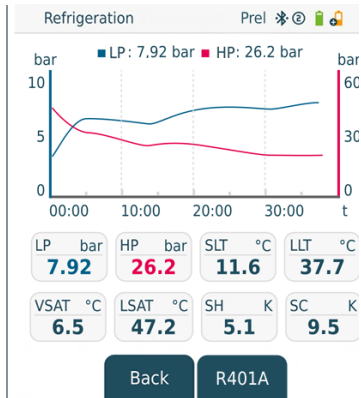 Refrigeration Prel 2
LP: 7.92 bar HP: 26.2 bar
bar bar
10 60
5 30
0 0
00:00 10:00 20:00 30:00 t
LP bar HP bar SLT °C LLT °C
7.92 26.2 11.6 37.7
VSAT °C LSAT °C SH K SC K
6.5 47.2 5.1 9.5
Back R401A